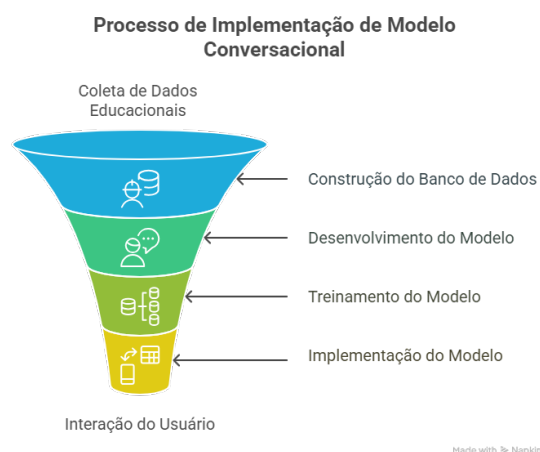 Processo de Implementação de Modelo
Conversacional
Coleta de Dados
Educacionais
Construção do Banco de Dados
Desenvolvimento do Modelo
Treinamento do Modelo
Implementação do Modelo
Interação do Usuário
Made with Napkin